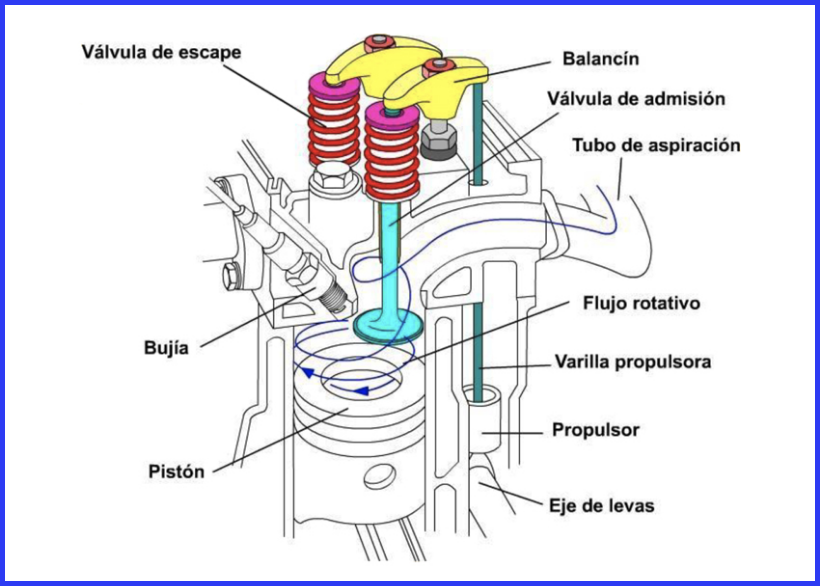 Válvula de escape
Balancín
Válvula de admisión
Tubo de aspiración
Flujo rotativo
Bujía
Varilla propulsora
Propulsor
Pistón
Eje de levas